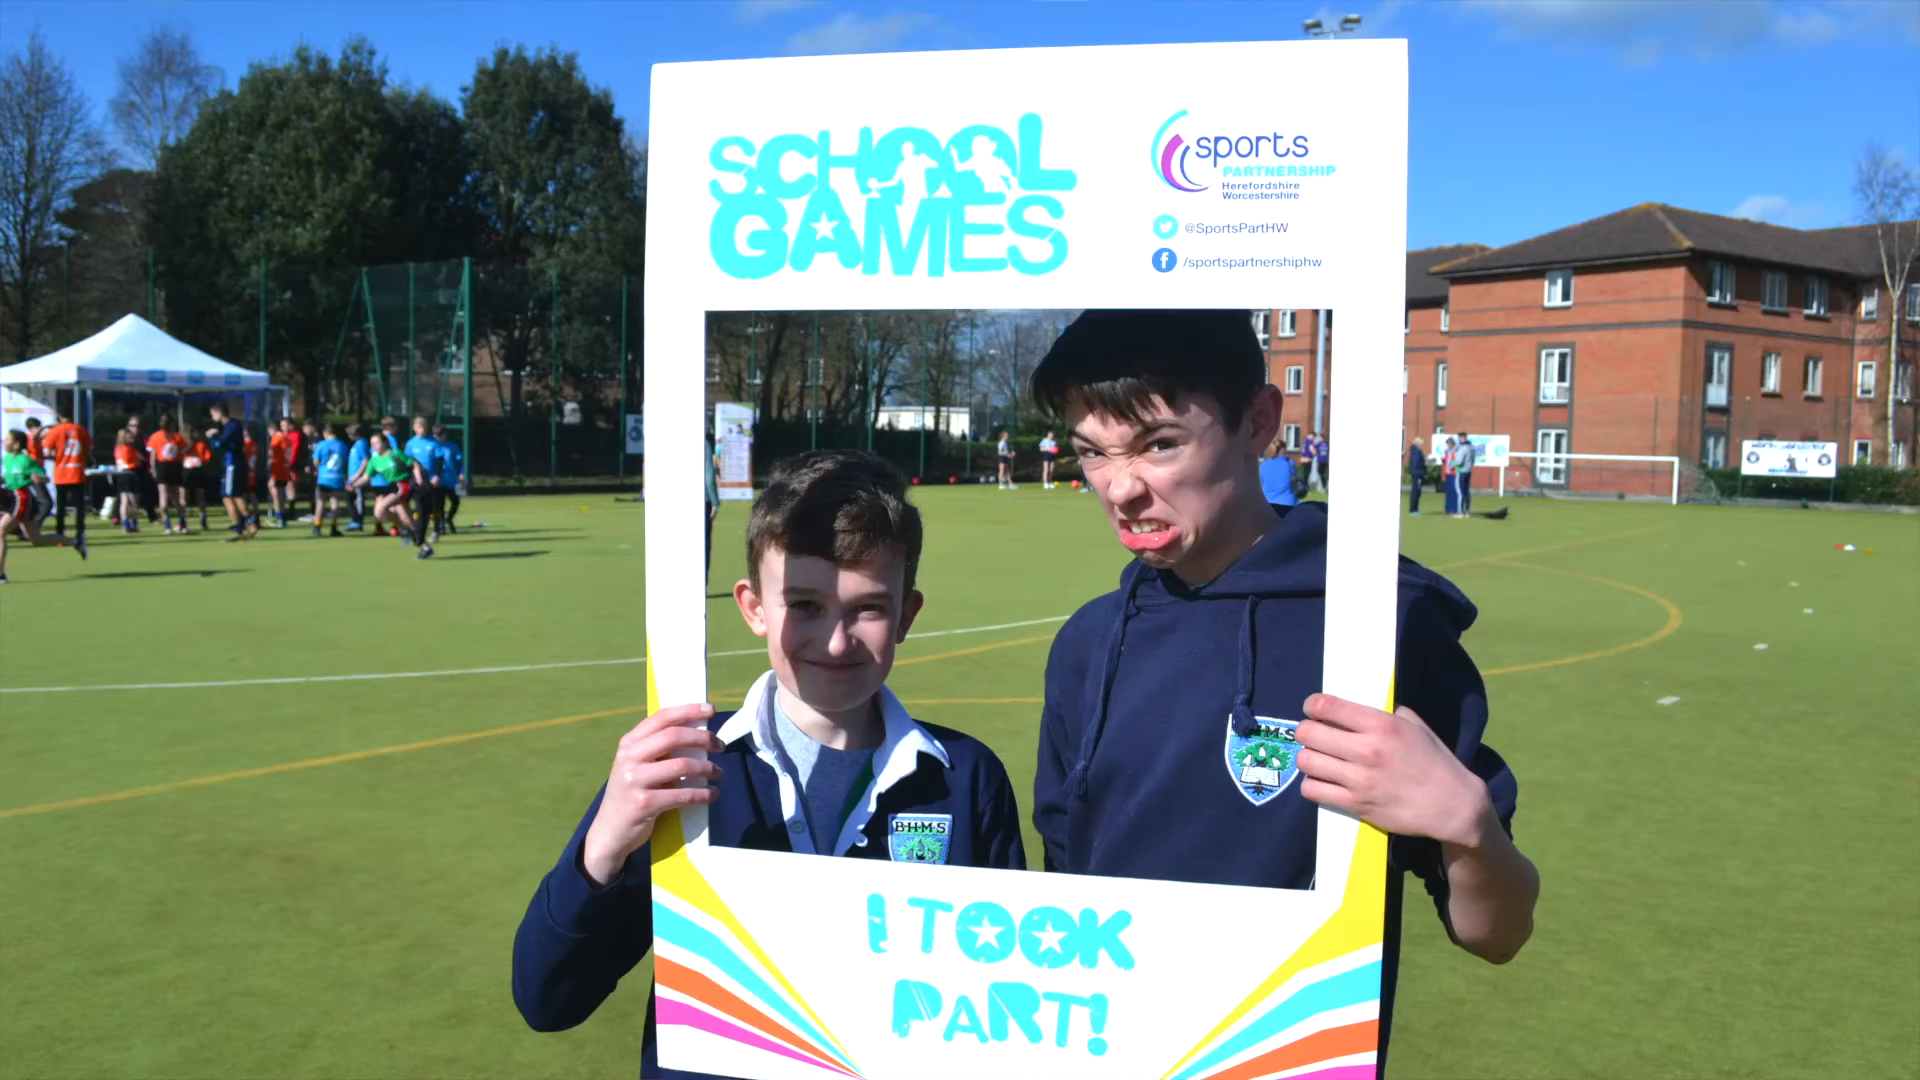 SCHOOL
GAMES
sports
PARTNERSHIP
Herefordshire
Worcestershire
@SportsPartHW
/sportspartnershiphw
BHMS
B·H·M·S
I TOOK
PART!